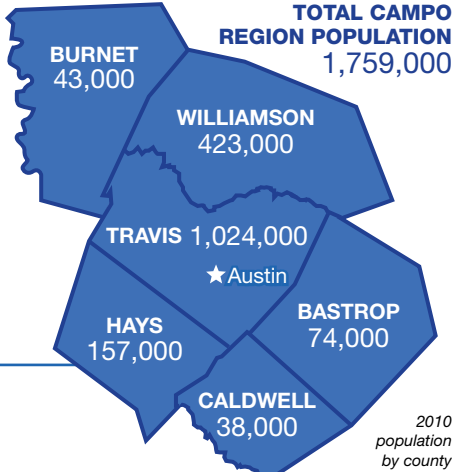 TOTAL CAMPO
REGION POPULATION
1,759,000
BURNET
43,000
WILLIAMSON
423,000
TRAVIS 1,024,000
Austin
HAYS
157,000
BASTROP
74,000
CALDWELL
38,000
2010
population
by county